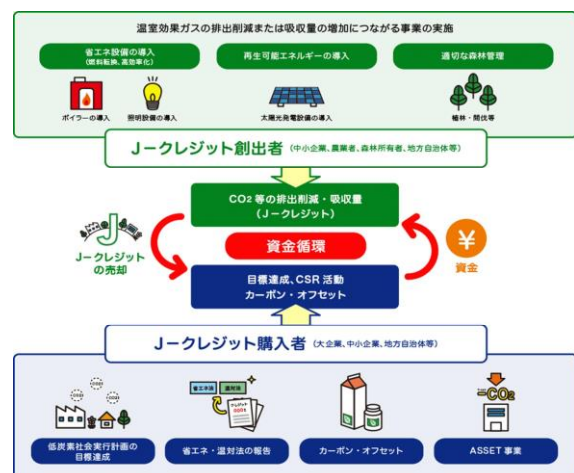 温室効果ガスの排出削減または吸収量の増加につながる事業の実施
省エネ設備の導入
(燃料転換、高効率化)
再生可能エネルギーの導入
適切な森林管理
ボイラーの導入
照明設備の導入
太陽光発電設備の導入
植林・間伐等
Jークレジット創出者 (中小企業、農業者、森林所有者、地方自治体等)
CO2 等の排出削減・吸収量
(Jークレジット)
J
Jークレジット
の売却
資金循環
¥
資金
目標達成、CSR 活動
カーボン・オフセット
Jークレジット購入者 (大企業、中小企業、地方自治体等)
省エネ法
温対法
クレジット
CO2
低炭素社会実行計画の
目標達成
省エネ・温対法の報告
カーボン・オフセット
ASSET 事業